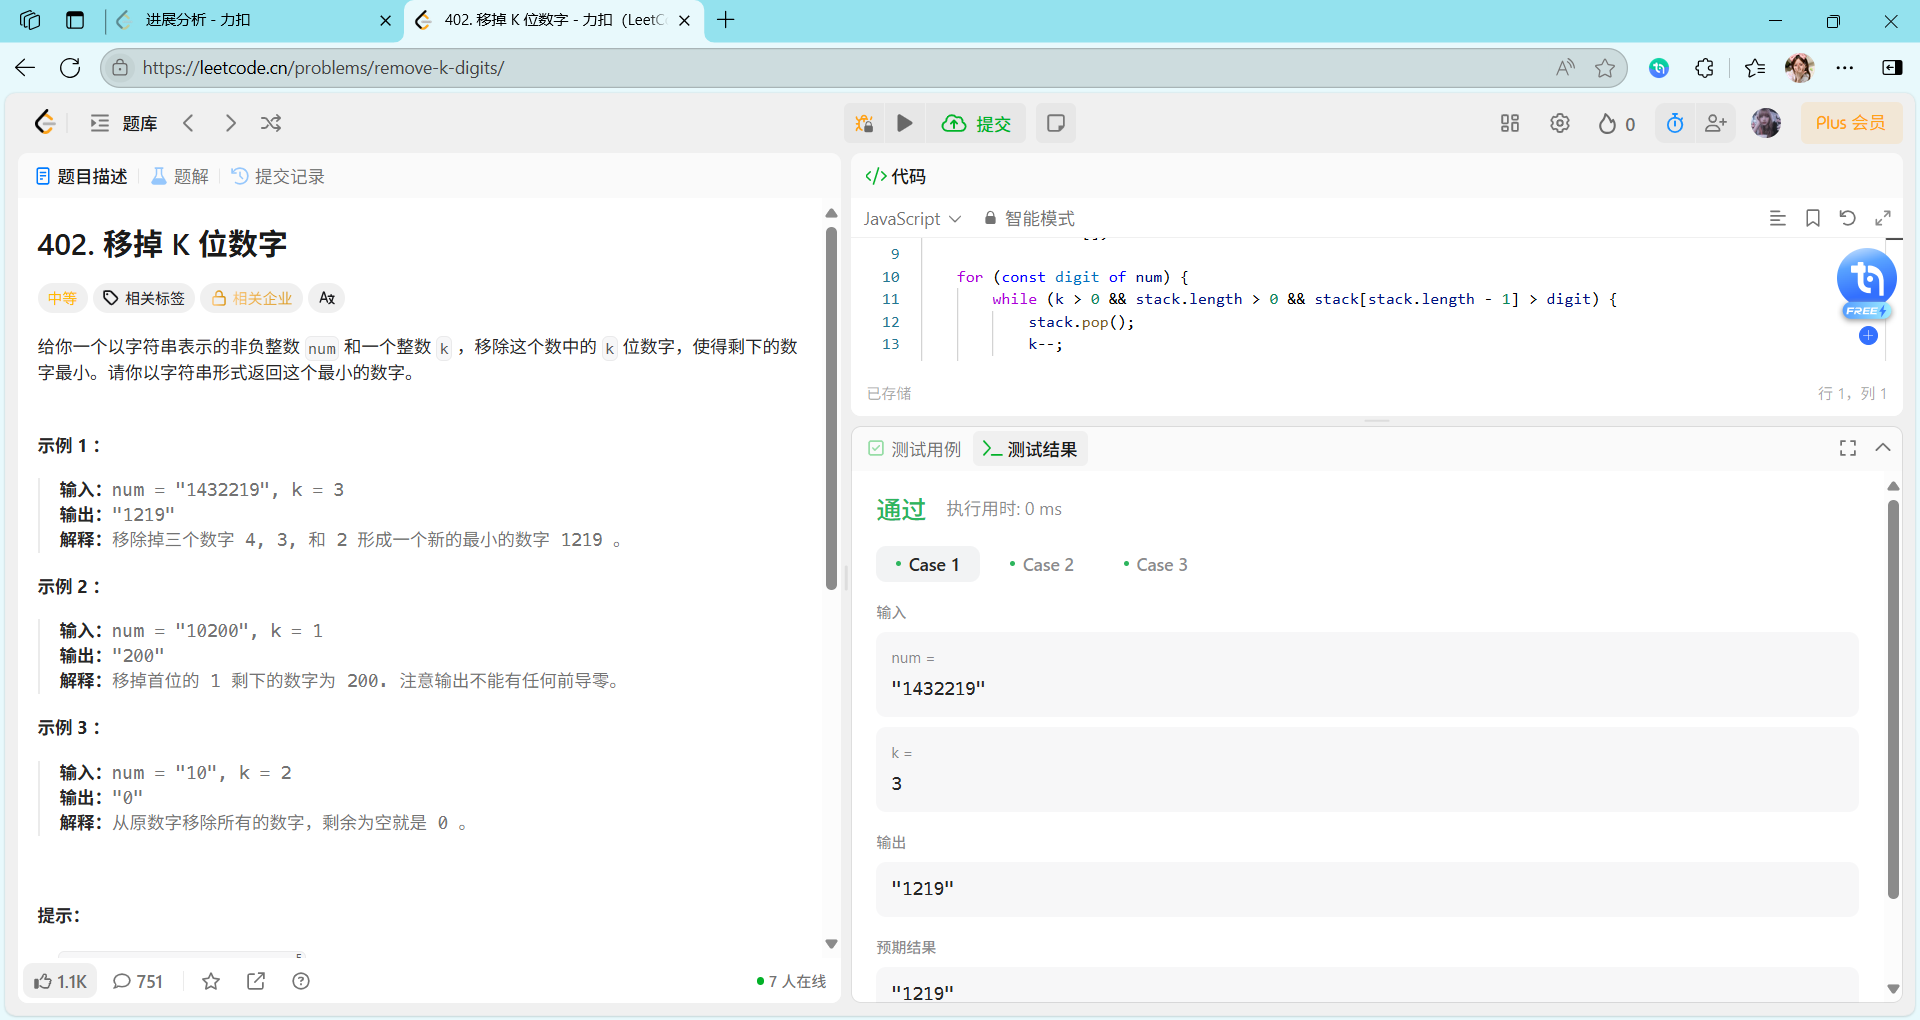 进展分析 - 力扣
402. 移掉 K 位数字 - 力扣（LeetCo
https://leetcode.cn/problems/remove-k-digits/
题库
提交
0
Plus 会员
题目描述
题解
提交记录
402. 移掉 K 位数字
中等
相关标签
相关企业
给你一个以字符串表示的非负整数 num 和一个整数 k ，移除这个数中的 k 位数字，使得剩下的数
字最小。请你以字符串形式返回这个最小的数字。
示例 1 ：
输入：num = "1432219", k = 3
输出："1219"
解释：移除掉三个数字 4, 3, 和 2 形成一个新的最小的数字 1219 。
示例 2 ：
输入：num = "10200", k = 1
输出："200"
解释：移掉首位的 1 剩下的数字为 200. 注意输出不能有任何前导零。
示例 3 ：
输入：num = "10", k = 2
输出："0"
解释：从原数字移除所有的数字，剩余为空就是 0 。
提示：
5
1.1K
751
7 人在线
</> 代码
JavaScript
智能模式
9
10 for (const digit of num) {
11 while (k > 0 && stack.length > 0 && stack[stack.length - 1] > digit) {
12 stack.pop();
13 k--;
FREE
已存储
行 1，列 1
测试用例
测试结果
通过
执行用时: 0 ms
Case 1
Case 2
Case 3
输入
num =
"1432219"
k =
3
输出
"1219"
预期结果
"1219"